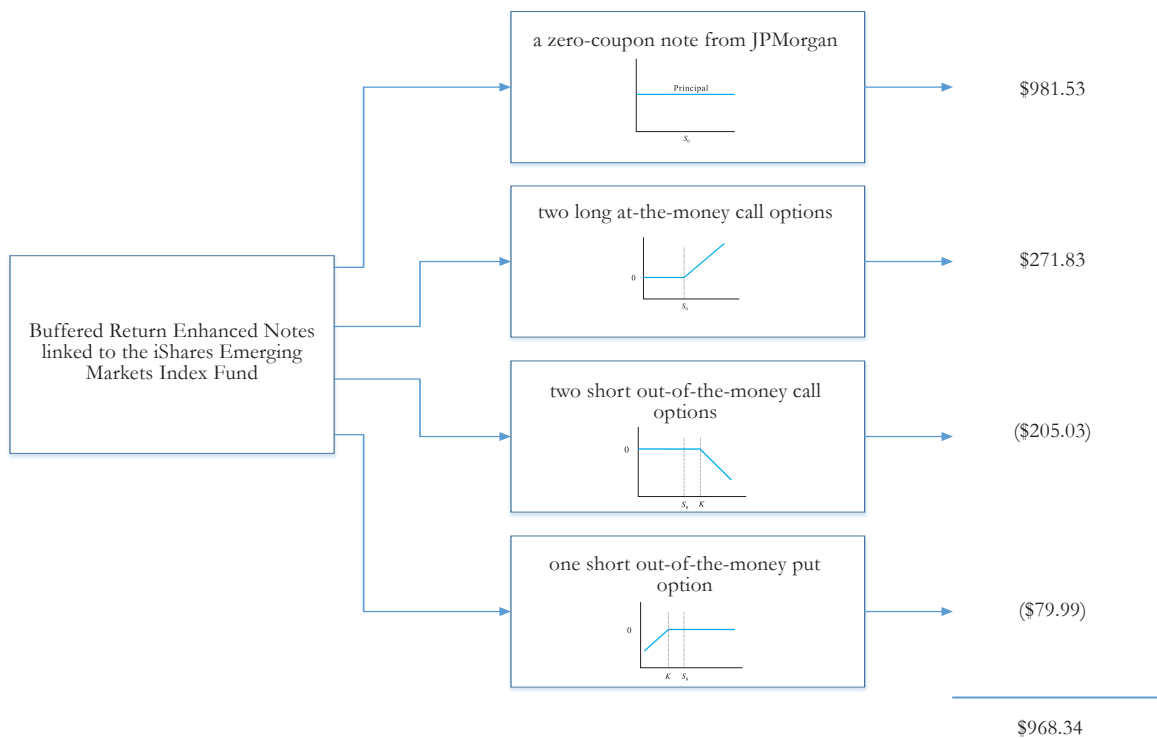 a zero-coupon note from JPMorgan
Principal
S₀
$981.53
two long at-the-money call options
0
S₀
$271.83
Buffered Return Enhanced Notes
linked to the iShares Emerging
Markets Index Fund
two short out-of-the-money call
options
0
S₀ K
($205.03)
one short out-of-the-money put
option
0
K S₀
($79.99)
$968.34